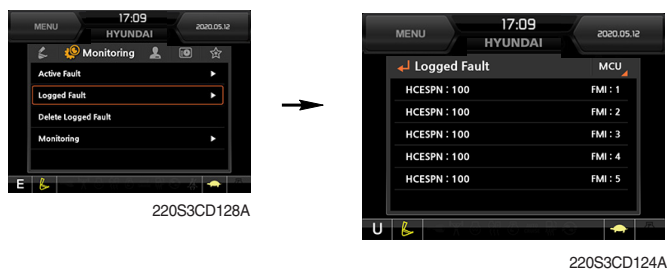 MENU 17:09 2020.05.12
HYUNDAI
Monitoring
Active Fault
Logged Fault
Delete Logged Fault
Monitoring
E
220S3CD128A
MENU 17:09 2020.05.12
HYUNDAI
Logged Fault MCU
HCESPN : 100 FMI : 1
HCESPN : 100 FMI : 2
HCESPN : 100 FMI : 3
HCESPN : 100 FMI : 4
HCESPN : 100 FMI : 5
U
220S3CD124A